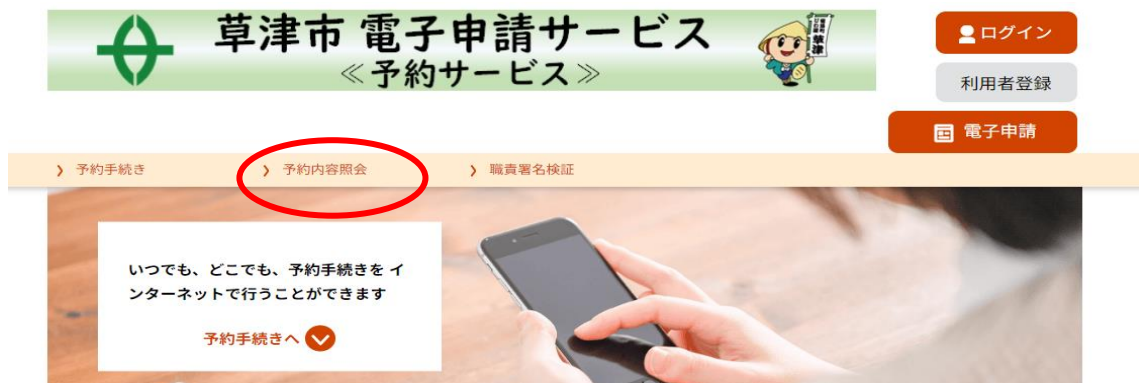 草津市 電子申請サービス
≪予約サービス≫
草津
ログイン
利用者登録
電子申請
予約手続き
予約内容照会
職責署名検証
いつでも、どこでも、予約手続きを イ
ンターネットで行うことができます
予約手続きへ